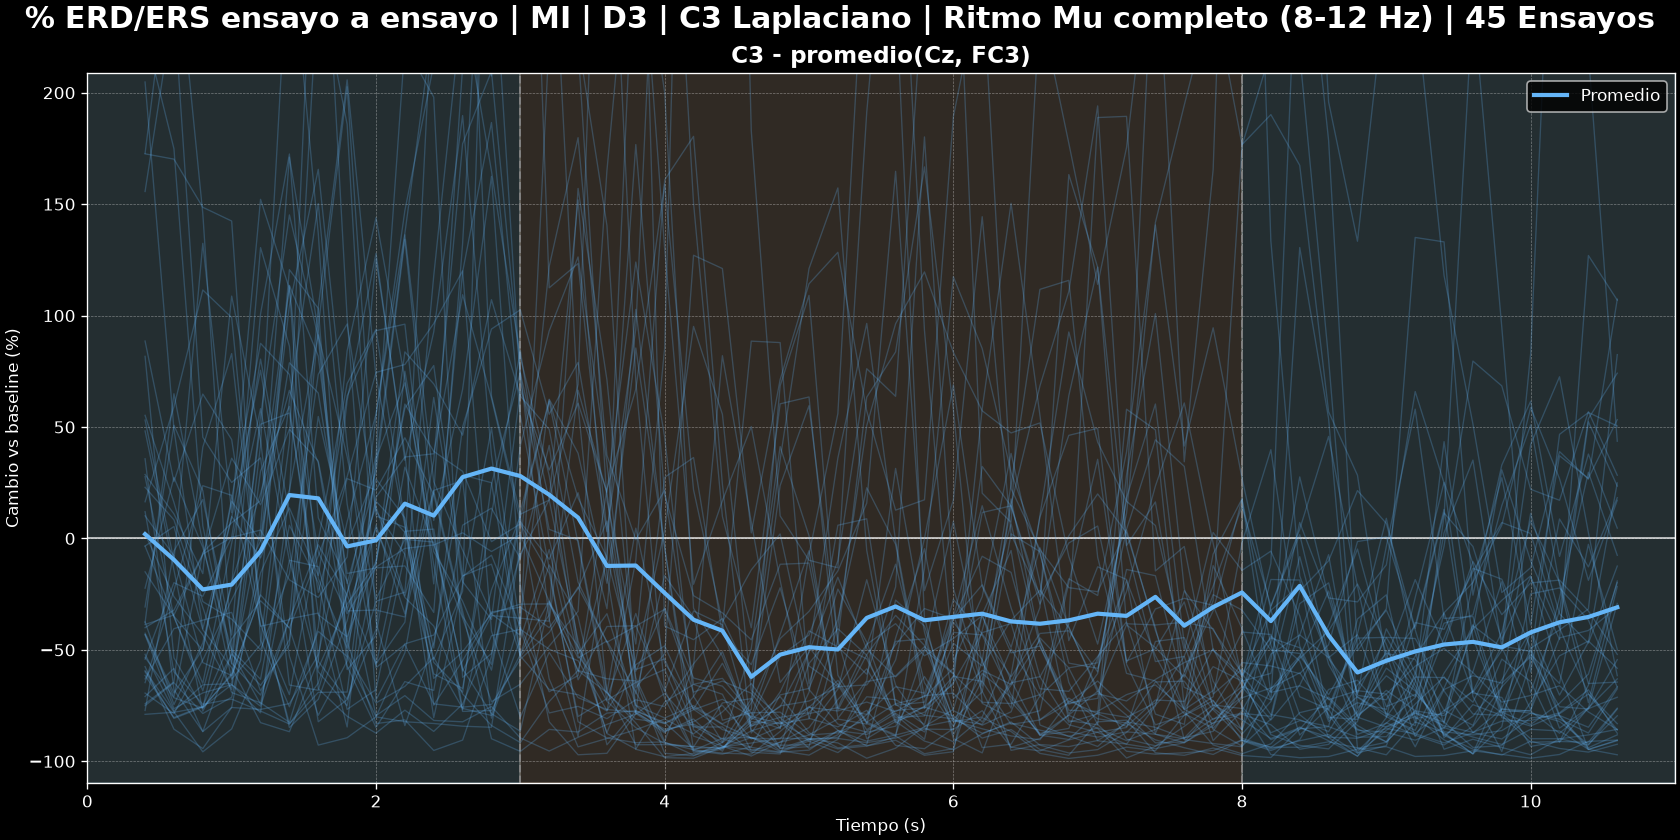 % ERD/ERS ensayo a ensayo | MI | D3 | C3 Laplaciano | Ritmo Mu completo (8-12 Hz) | 45 Ensayos
C3 - promedio(Cz, FC3)
Promedio
Cambio vs baseline (%)
200
150
100
50
0
−50
−100
0 2 4 6 8 10
Tiempo (s)